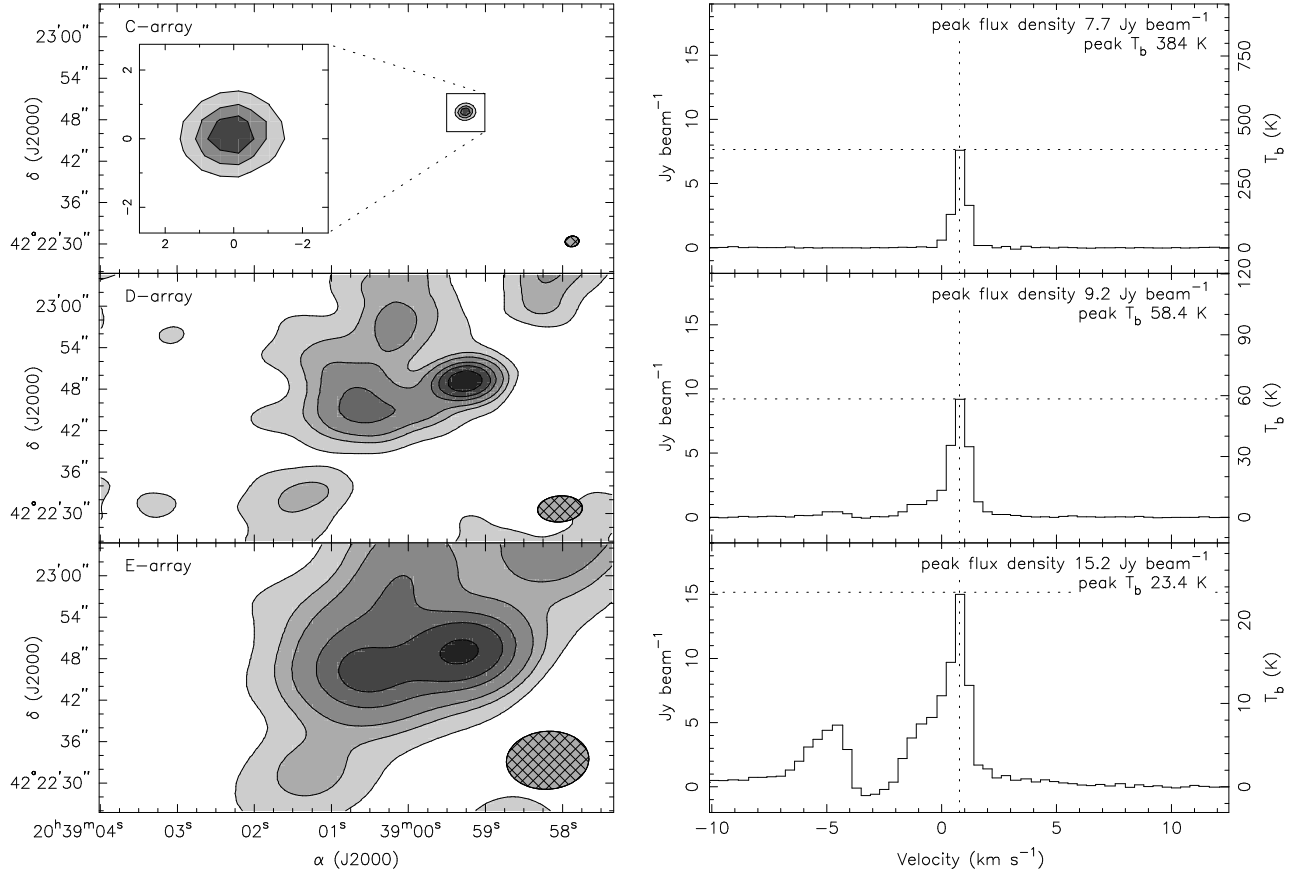 C-array
23′00″
54″
48″
42″
36″
42°22′30″
δ (J2000)
2
0
−2
2
0
−2
peak flux density 7.7 Jy beam⁻¹
peak T_b 384 K
15
10
5
0
Jy beam⁻¹
750
500
250
0
T_b (K)
D-array
23′00″
54″
48″
42″
36″
42°22′30″
δ (J2000)
peak flux density 9.2 Jy beam⁻¹
peak T_b 58.4 K
15
10
5
0
Jy beam⁻¹
120
90
60
30
0
T_b (K)
E-array
23′00″
54″
48″
42″
36″
42°22′30″
δ (J2000)
20ʰ39ᵐ04ˢ 03ˢ 02ˢ 01ˢ 39ᵐ00ˢ 59ˢ 58ˢ
α (J2000)
peak flux density 15.2 Jy beam⁻¹
peak T_b 23.4 K
15
10
5
0
Jy beam⁻¹
20
10
0
T_b (K)
−10 −5 0 5 10
Velocity (km s⁻¹)